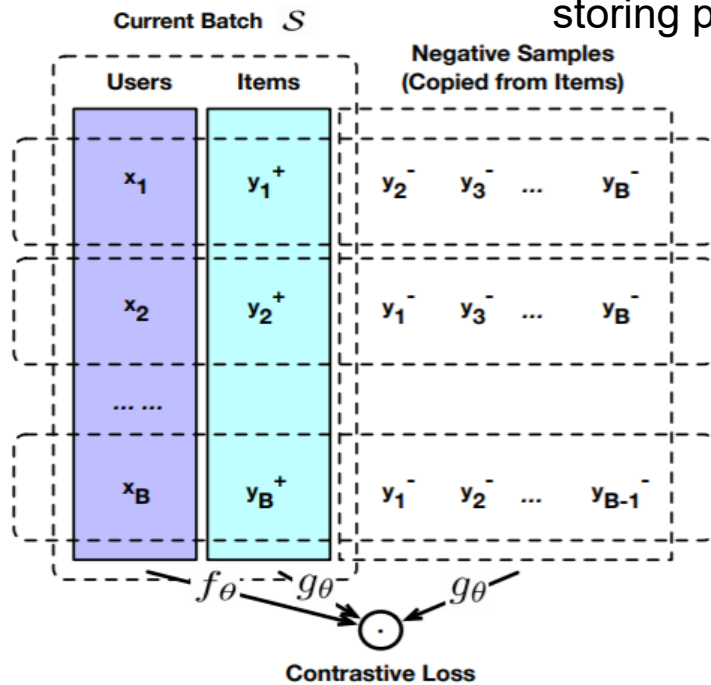 storing p
Current Batch S
Negative Samples
(Copied from Items)
Users Items
x1 y1+ y2- y3- ... yB-
x2 y2+ y1- y3- ... yB-
... ...
xB yB+ y1- y2- ... yB-1-
fθ gθ gθ
.
Contrastive Loss